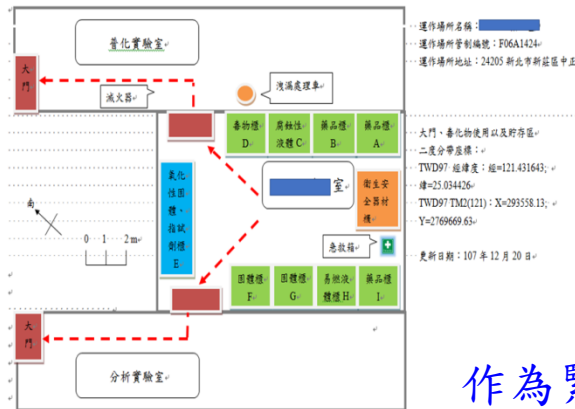 普化實驗室
大門
滅火器
洩漏處理車
毒物櫃D
腐蝕性液體C
藥品櫃B
藥品櫃A
氧化性固體、指試劑櫃E
室
衛生安全器材櫃
急救箱
南
0 1 2m
固體櫃F
固體櫃G
易燃液體櫃H
藥品櫃I
大門
分析實驗室
運作場所名稱：
運作場所管制編號：F06A1424
運作場所地址：24205 新北市新莊區中正
大門、毒化物使用以及貯存區
二度分帶座標：
TWD97 經緯度：經=121.431643;
緯=25.034426
TWD97 TM2(121)：X=293558.13;
Y=2769669.63
更新日期：107 年 12 月 20 日
作為緊